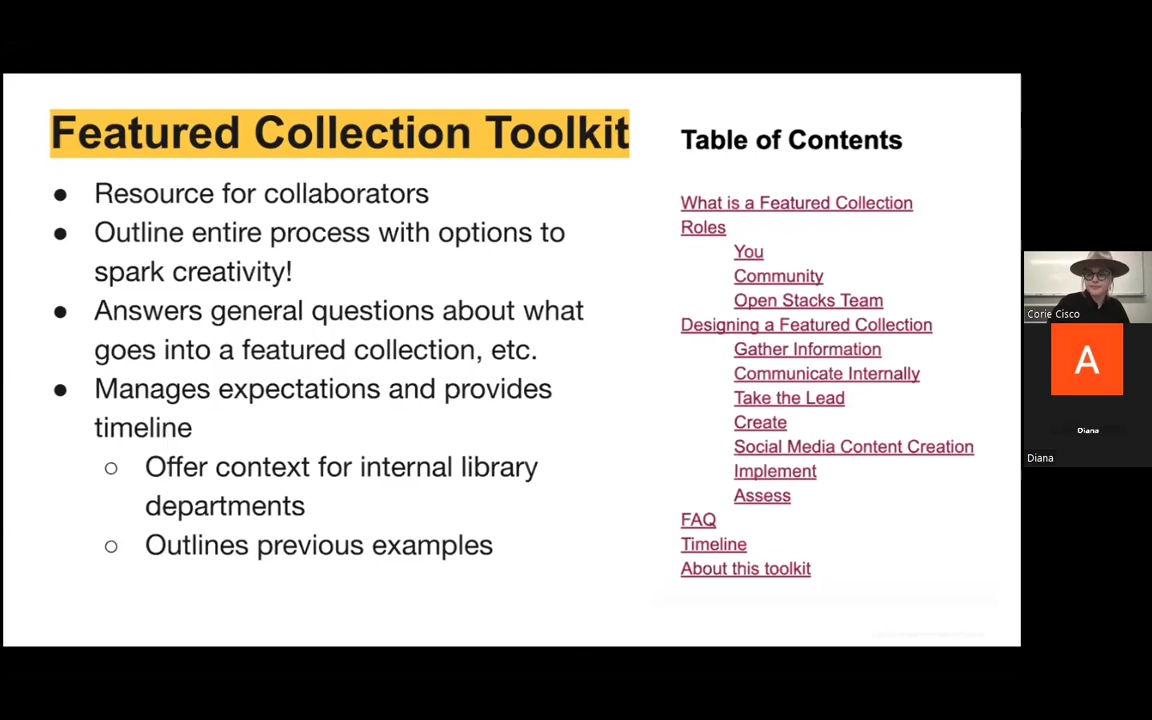 Featured Collection Toolkit
● Resource for collaborators
● Outline entire process with options to
spark creativity!
● Answers general questions about what
goes into a featured collection, etc.
● Manages expectations and provides
timeline
○ Offer context for internal library
departments
○ Outlines previous examples
Table of Contents
What is a Featured Collection
Roles
You
Community
Open Stacks Team
Designing a Featured Collection
Gather Information
Communicate Internally
Take the Lead
Create
Social Media Content Creation
Implement
Assess
FAQ
Timeline
About this toolkit
Corie Cisco
A
Diana
Diana